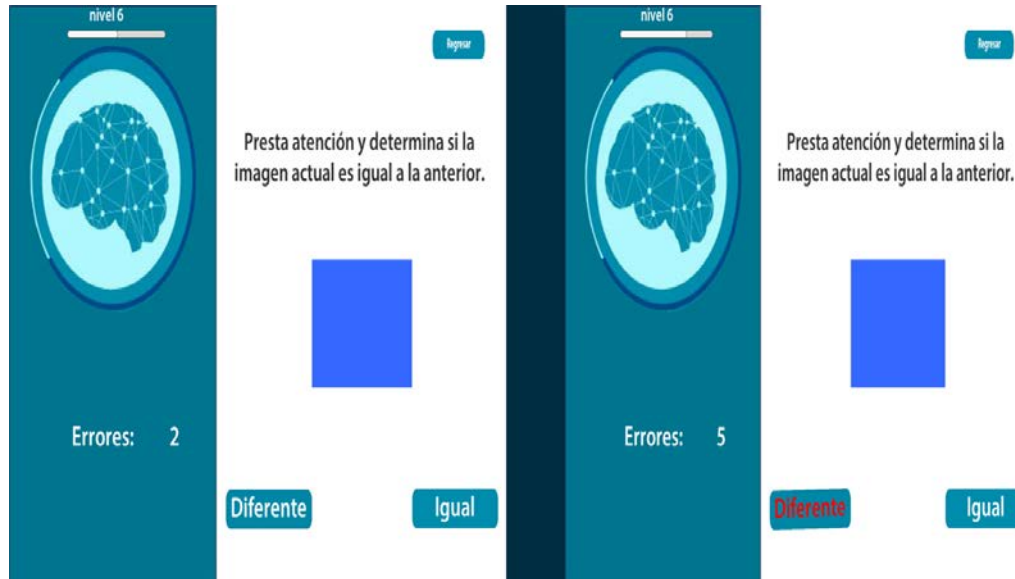 nivel 6
Regresar
Presta atención y determina si la
imagen actual es igual a la anterior.
Errores: 2
Diferente
Igual
nivel 6
Regresar
Presta atención y determina si la
imagen actual es igual a la anterior.
Errores: 5
Diferente
Igual